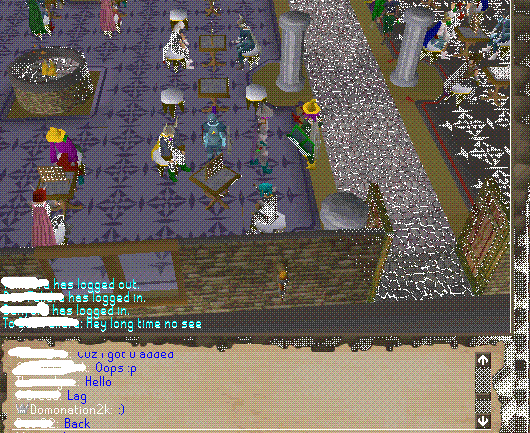 has logged out.
has logged in.
has logged in.
To : hey long time no see
Cuz i got u added
Oops :p
Hello
Lag
Domonation2k: :)
Back